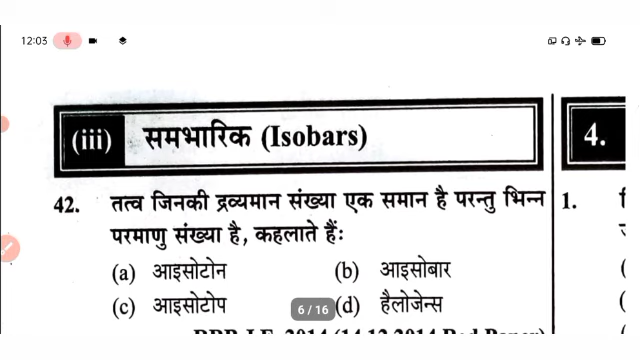 12:03
(iii) समभारिक (Isobars)
4.
42. तत्व जिनकी द्रव्यमान संख्या एक समान है परन्तु भिन्न
1.
परमाणु संख्या है, कहलाते हैंः
(a) आइसोटोन (b) आइसोबार
(c) आइसोटोप (d) हैलोजेन्स
6 / 16